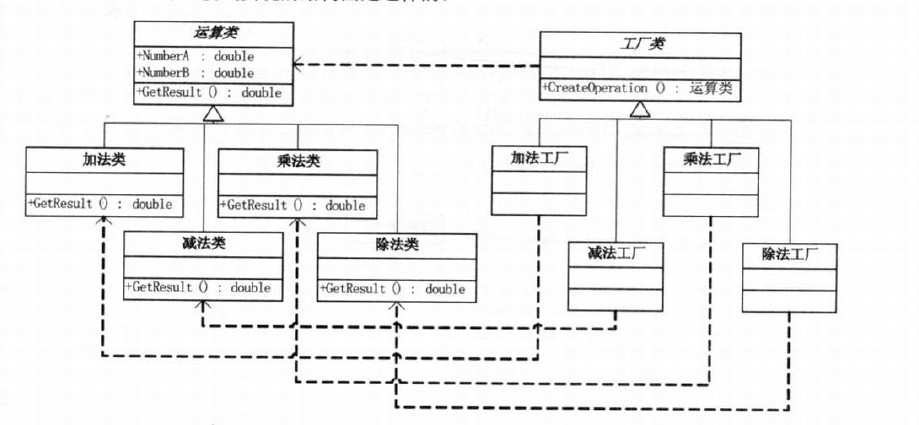 运算类
+NumberA : double
+NumberB : double
+GetResult () : double
工厂类
+CreateOperation () : 运算类
加法类
+GetResult () : double
乘法类
+GetResult () : double
加法工厂
乘法工厂
减法类
+GetResult () : double
除法类
+GetResult () : double
减法工厂
除法工厂